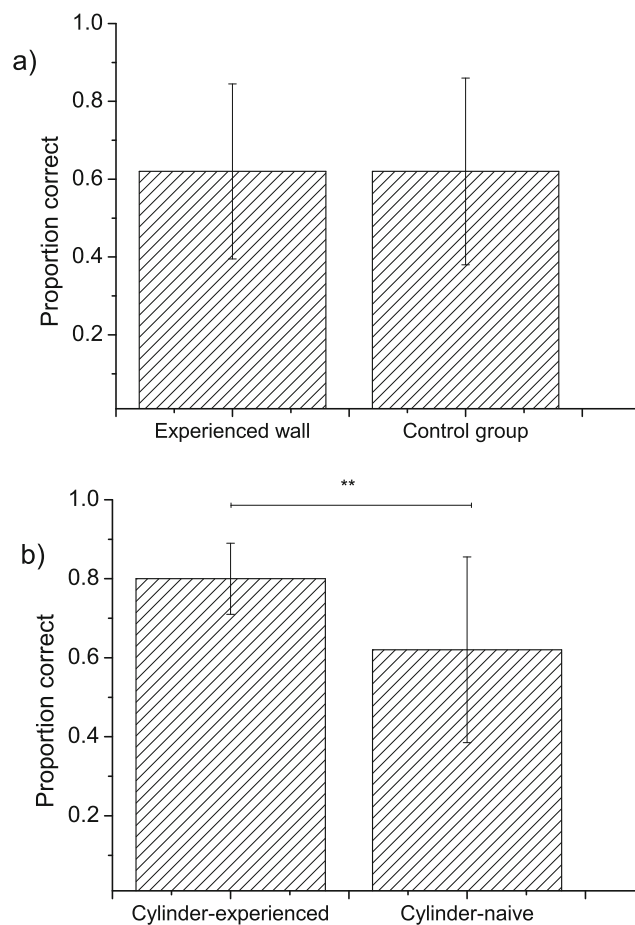 a)
Proportion correct
1.0
0.8
0.6
0.4
0.2
Experienced wall
Control group
b)
Proportion correct
1.0
0.8
0.6
0.4
0.2
**
Cylinder-experienced
Cylinder-naive